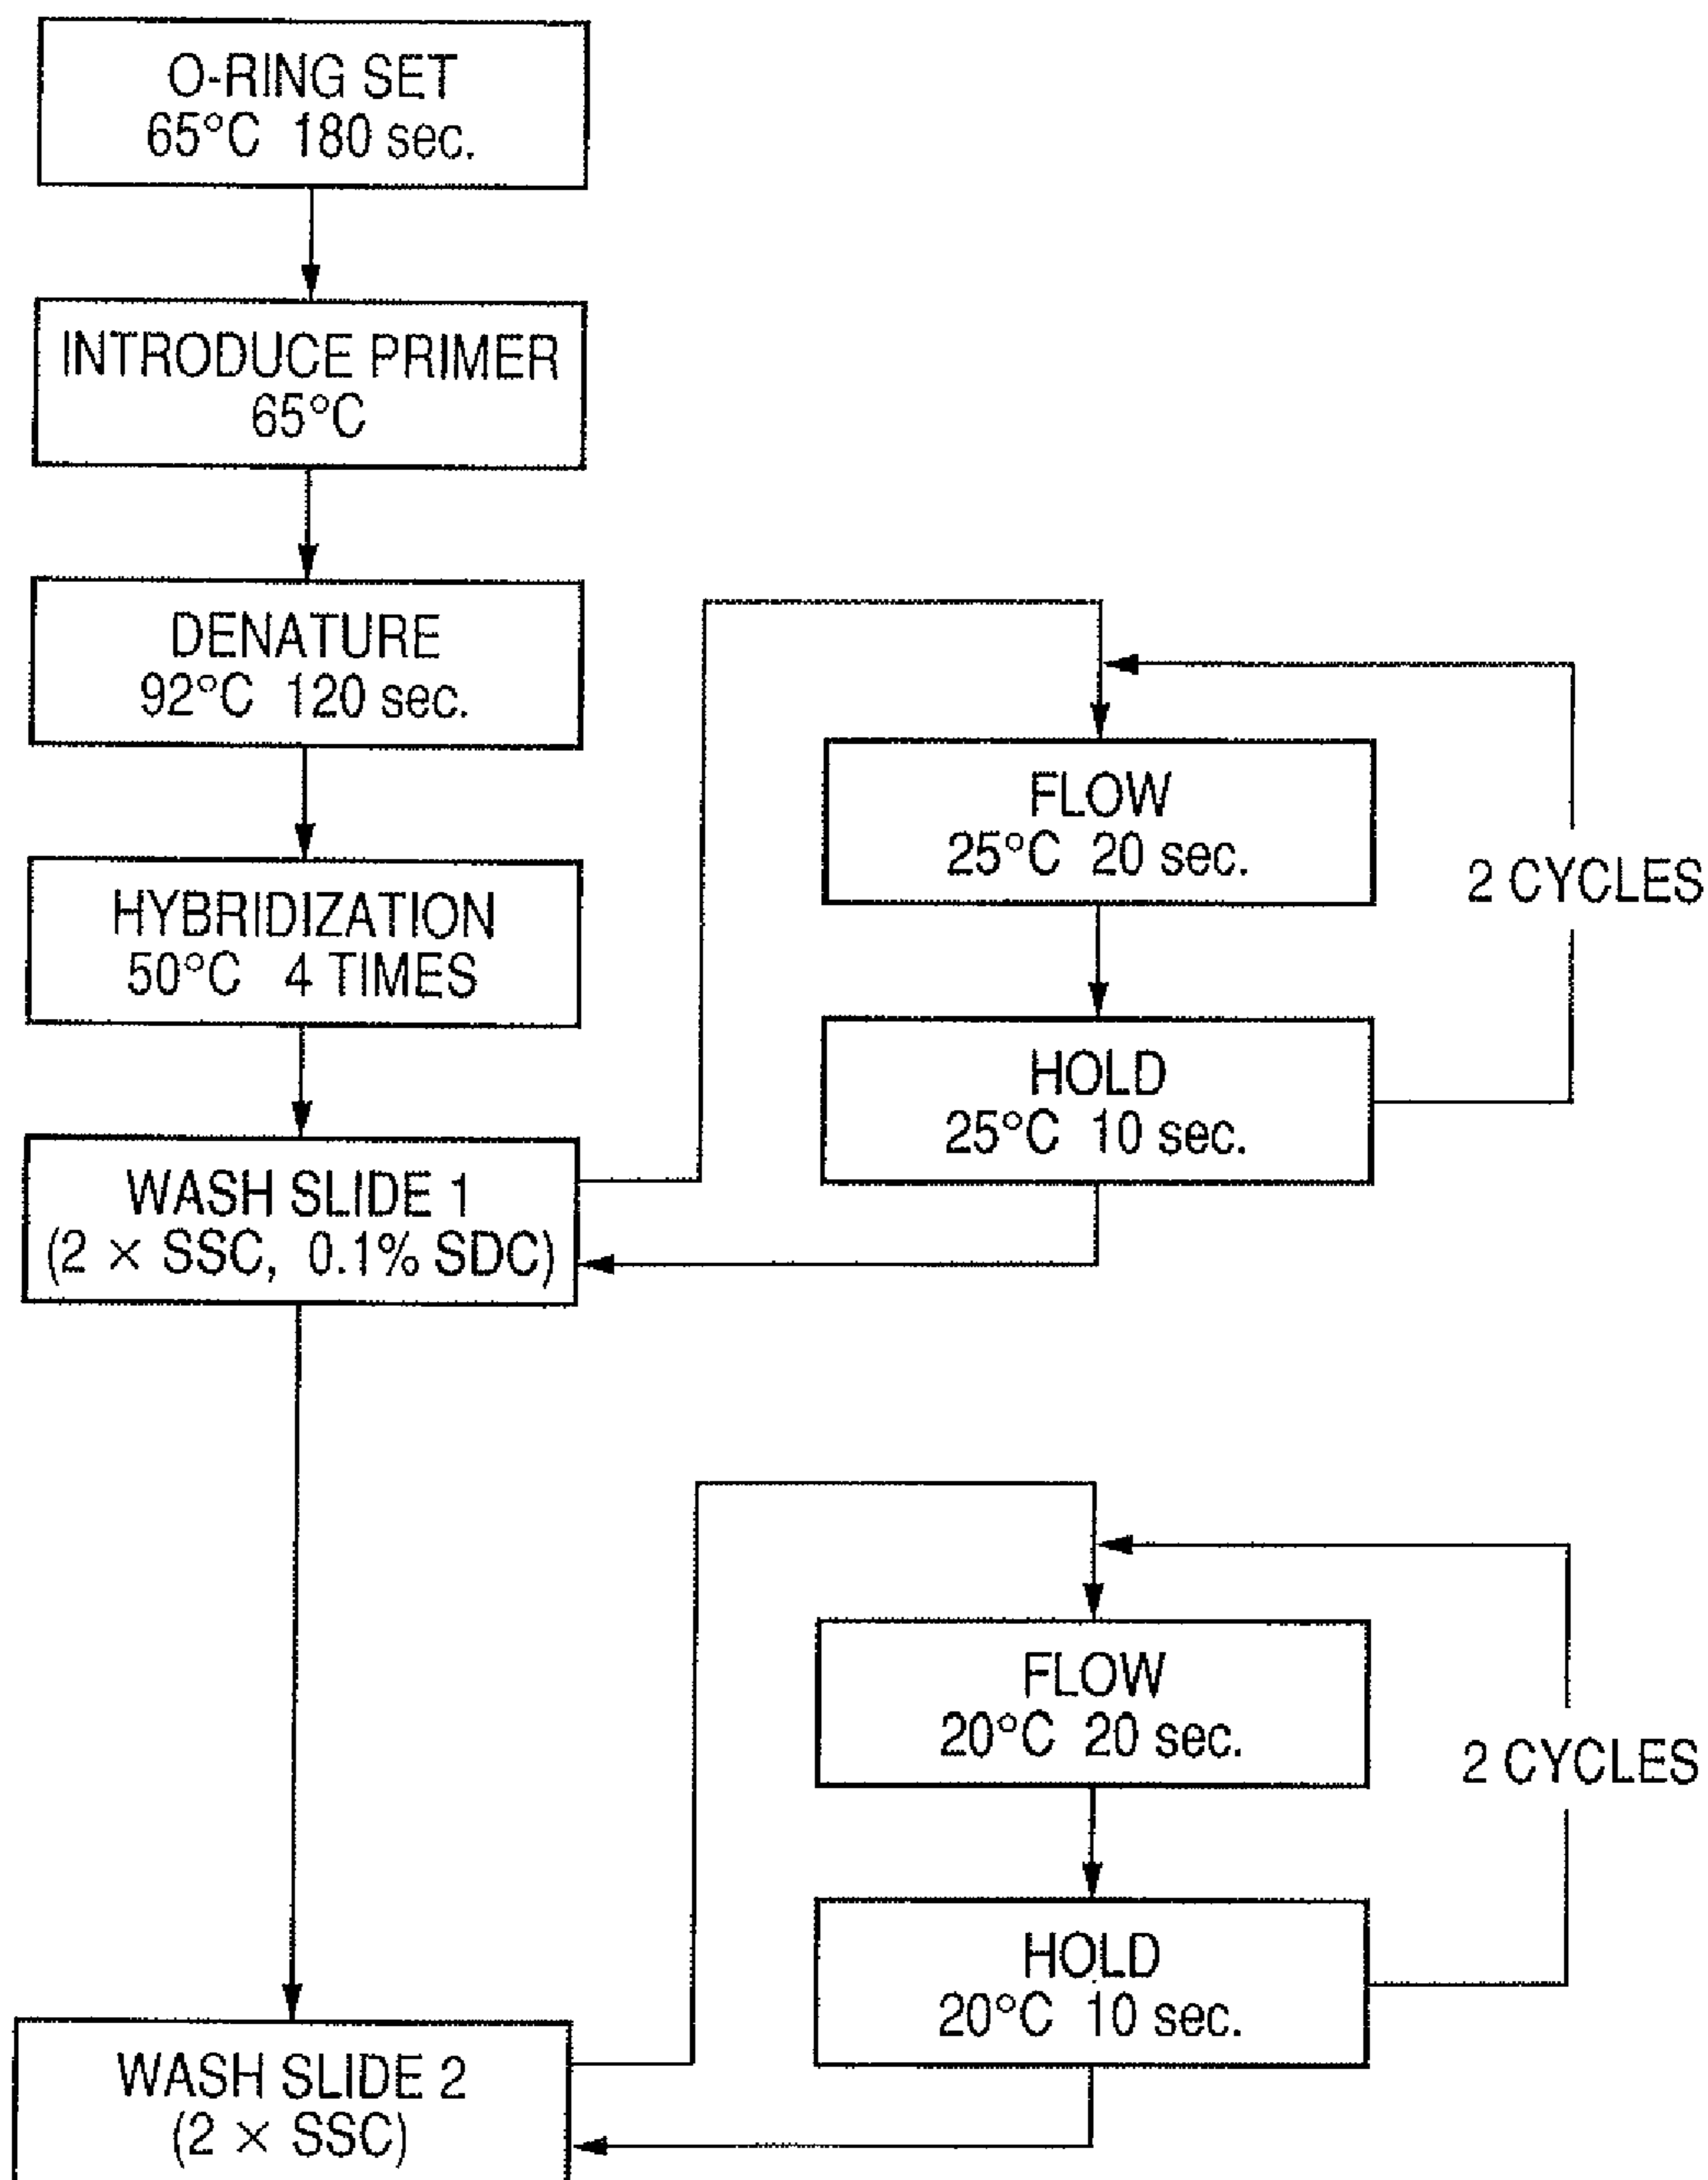 O-RING SET
65°C 180 sec.
INTRODUCE PRIMER
65°C
DENATURE
92°C 120 sec.
HYBRIDIZATION
50°C 4 TIMES
WASH SLIDE 1
(2 × SSC, 0.1% SDC)
FLOW
25°C 20 sec.
HOLD
25°C 10 sec.
2 CYCLES
WASH SLIDE 2
(2 × SSC)
FLOW
20°C 20 sec.
HOLD
20°C 10 sec.
2 CYCLES